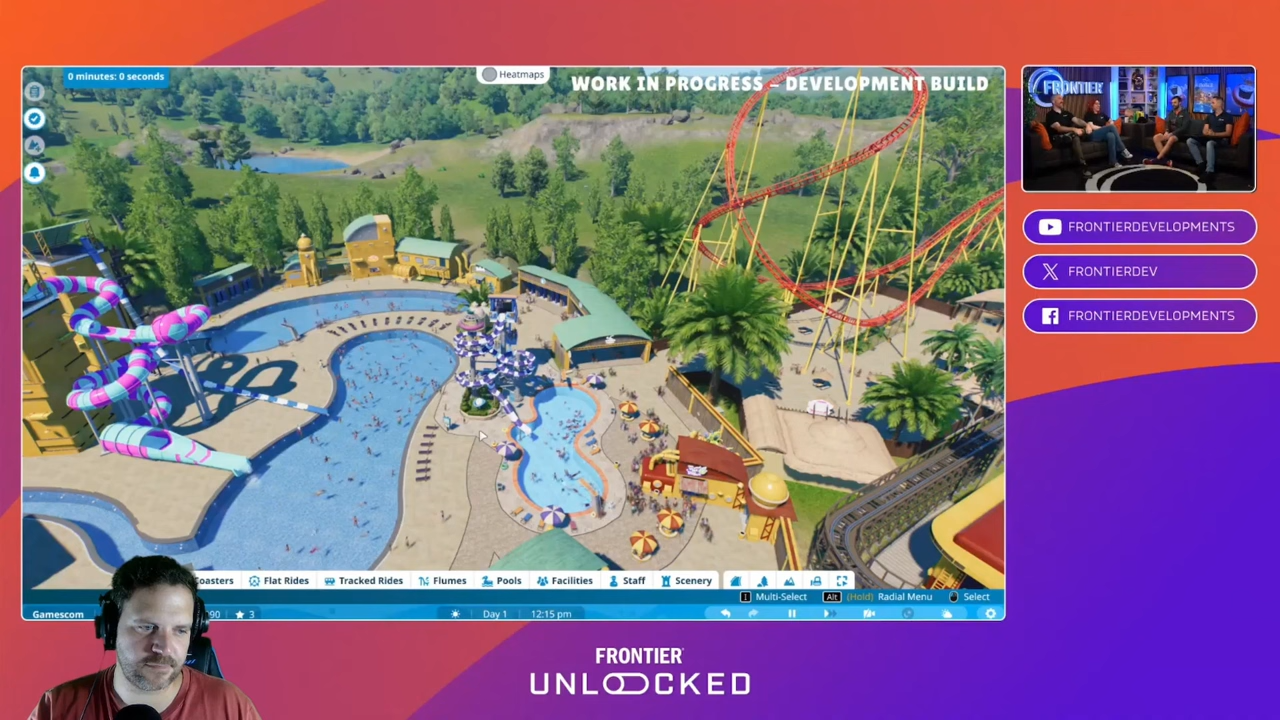 0 minutes: 0 seconds
Heatmaps
WORK IN PROGRESS – DEVELOPMENT BUILD
FRONTIER
FRONTIERDEVELOPMENTS
FRONTIERDEV
FRONTIERDEVELOPMENTS
Coasters Flat Rides Tracked Rides Flumes Pools Facilities Staff Scenery
I Multi-Select Alt (Hold) Radial Menu Select
Gamescom 90 3 Day 1 12:15 pm
FRONTIER
UNLOCKED